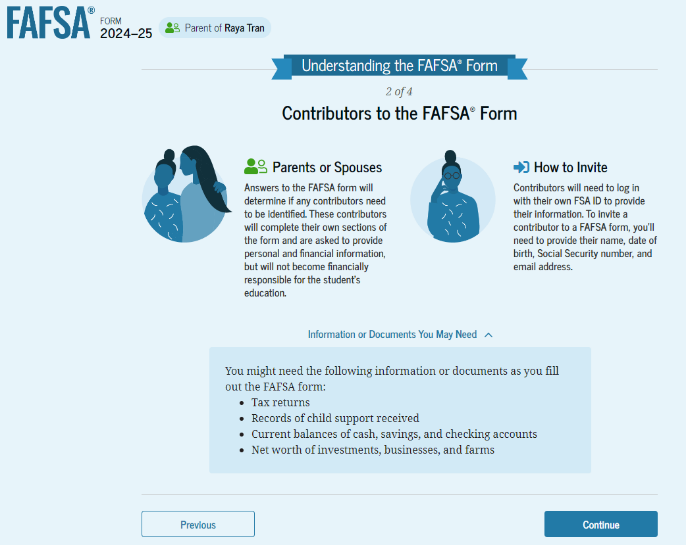 FAFSA® FORM 2024–25 Parent of Raya Tran
Understanding the FAFSA® Form
2 of 4
Contributors to the FAFSA® Form
Parents or Spouses
Answers to the FAFSA form will
determine if any contributors need
to be identified. These contributors
will complete their own sections of
the form and are asked to provide
personal and financial information,
but will not become financially
responsible for the student's
education.
How to Invite
Contributors will need to log in
with their own FSA ID to provide
their information. To invite a
contributor to a FAFSA form, you'll
need to provide their name, date of
birth, Social Security number, and
email address.
Information or Documents You May Need
You might need the following information or documents as you fill
out the FAFSA form:
• Tax returns
• Records of child support received
• Current balances of cash, savings, and checking accounts
• Net worth of investments, businesses, and farms
Previous
Continue